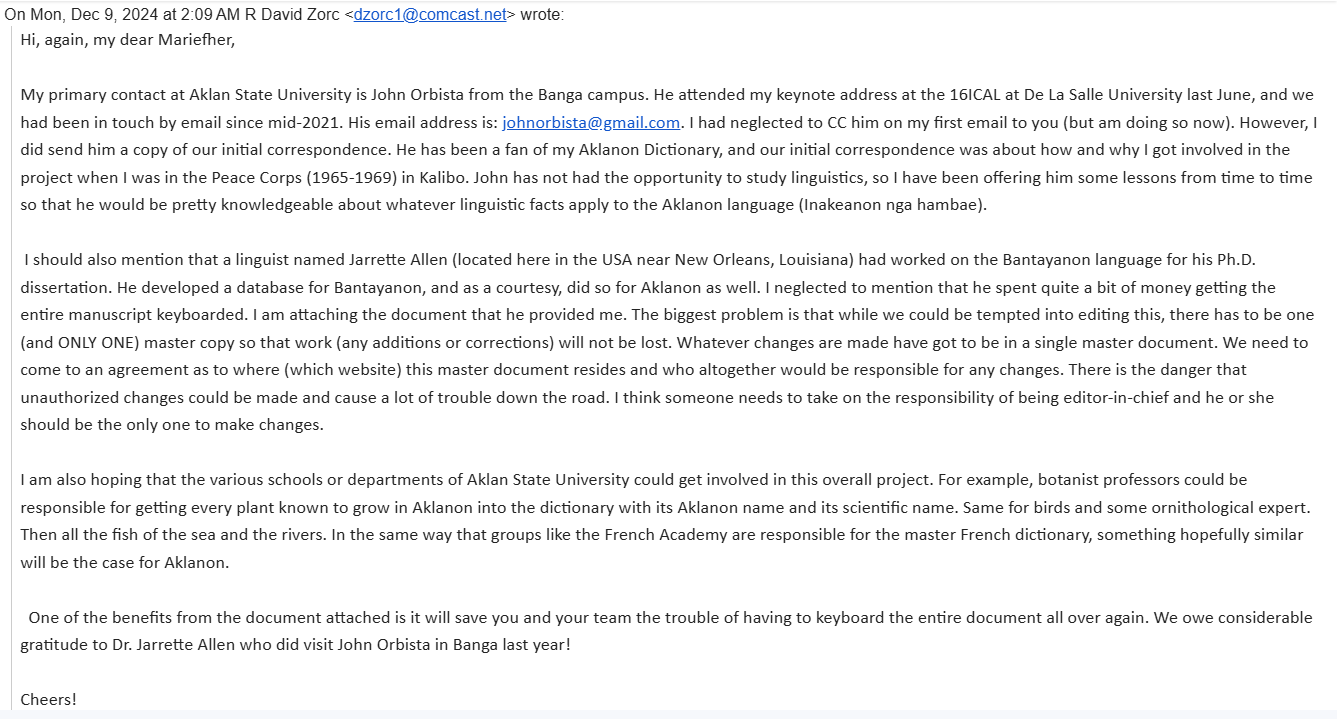 On Mon, Dec 9, 2024 at 2:09 AM R David Zorc <dzorc1@comcast.net> wrote:
Hi, again, my dear Mariefher,
My primary contact at Aklan State University is John Orbista from the Banga campus. He attended my keynote address at the 16ICAL at De La Salle University last June, and we
had been in touch by email since mid-2021. His email address is: johnorbista@gmail.com. I had neglected to CC him on my first email to you (but am doing so now). However, I
did send him a copy of our initial correspondence. He has been a fan of my Aklanon Dictionary, and our initial correspondence was about how and why I got involved in the
project when I was in the Peace Corps (1965-1969) in Kalibo. John has not had the opportunity to study linguistics, so I have been offering him some lessons from time to time
so that he would be pretty knowledgeable about whatever linguistic facts apply to the Aklanon language (Inakeanon nga hambae).
I should also mention that a linguist named Jarrette Allen (located here in the USA near New Orleans, Louisiana) had worked on the Bantayanon language for his Ph.D.
dissertation. He developed a database for Bantayanon, and as a courtesy, did so for Aklanon as well. I neglected to mention that he spent quite a bit of money getting the
entire manuscript keyboarded. I am attaching the document that he provided me. The biggest problem is that while we could be tempted into editing this, there has to be one
(and ONLY ONE) master copy so that work (any additions or corrections) will not be lost. Whatever changes are made have got to be in a single master document. We need to
come to an agreement as to where (which website) this master document resides and who altogether would be responsible for any changes. There is the danger that
unauthorized changes could be made and cause a lot of trouble down the road. I think someone needs to take on the responsibility of being editor-in-chief and he or she
should be the only one to make changes.
I am also hoping that the various schools or departments of Aklan State University could get involved in this overall project. For example, botanist professors could be
responsible for getting every plant known to grow in Aklanon into the dictionary with its Aklanon name and its scientific name. Same for birds and some ornithological expert.
Then all the fish of the sea and the rivers. In the same way that groups like the French Academy are responsible for the master French dictionary, something hopefully similar
will be the case for Aklanon.
One of the benefits from the document attached is it will save you and your team the trouble of having to keyboard the entire document all over again. We owe considerable
gratitude to Dr. Jarrette Allen who did visit John Orbista in Banga last year!
Cheers!